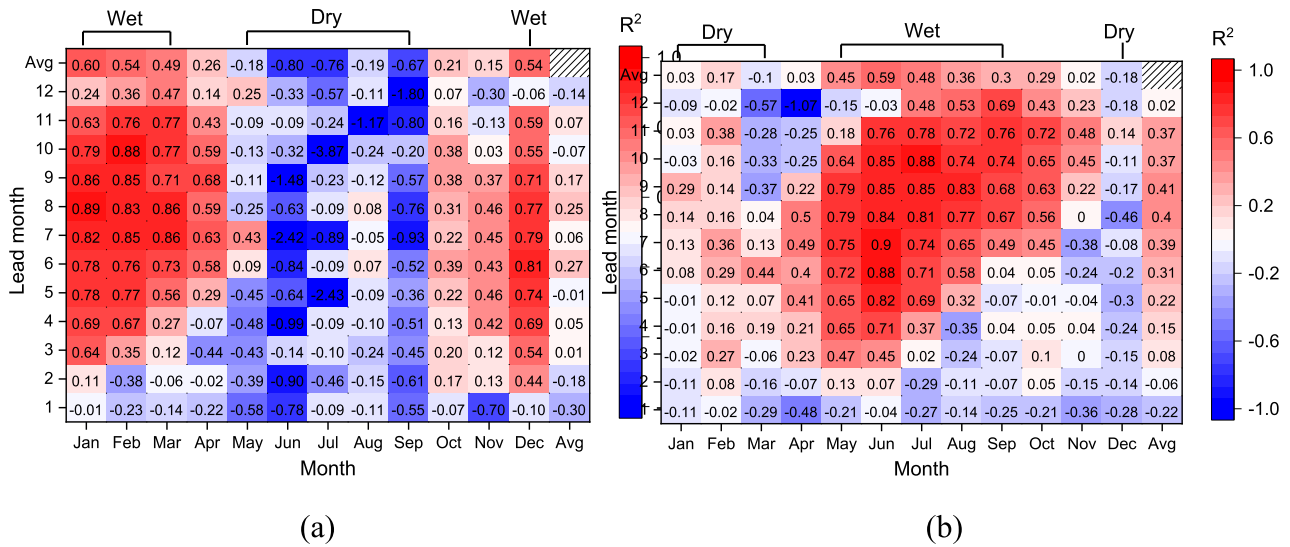 Wet Dry Wet
R²
Avg 0.60 0.54 0.49 0.26 -0.18 -0.80 -0.76 -0.19 -0.67 0.21 0.15 0.54
12 0.24 0.36 0.47 0.14 0.25 -0.33 -0.57 -0.11 -1.80 0.07 -0.30 -0.06 -0.14
11 0.63 0.76 0.77 0.43 -0.09 -0.09 -0.24 -1.17 -0.80 0.16 -0.13 0.59 0.07
10 0.79 0.88 0.77 0.59 -0.13 -0.32 -3.87 -0.24 -0.20 0.38 0.03 0.55 -0.07
9 0.86 0.85 0.71 0.68 -0.11 -1.48 -0.23 -0.12 -0.57 0.38 0.37 0.71 0.17
8 0.89 0.83 0.86 0.59 -0.25 -0.63 -0.09 0.08 -0.76 0.31 0.46 0.77 0.25
7 0.82 0.85 0.86 0.63 0.43 -2.42 -0.89 -0.05 -0.93 0.22 0.45 0.79 0.06
6 0.78 0.76 0.73 0.58 0.09 -0.84 -0.09 0.07 -0.52 0.39 0.43 0.81 0.27
5 0.78 0.77 0.56 0.29 -0.45 -0.64 -2.43 -0.09 -0.36 0.22 0.46 0.74 -0.01
4 0.69 0.67 0.27 -0.07 -0.48 -0.99 -0.09 -0.10 -0.51 0.13 0.42 0.69 0.05
3 0.64 0.35 0.12 -0.44 -0.43 -0.14 -0.10 -0.24 -0.45 0.20 0.12 0.54 0.01
2 0.11 -0.38 -0.06 -0.02 -0.39 -0.90 -0.46 -0.15 -0.61 0.17 0.13 0.44 -0.18
1 -0.01 -0.23 -0.14 -0.22 -0.58 -0.78 -0.09 -0.11 -0.55 -0.07 -0.70 -0.10 -0.30
Jan Feb Mar Apr May Jun Jul Aug Sep Oct Nov Dec Avg
Lead month
Month
(a)
Dry Wet Dry
R²
Avg 0.03 0.17 -0.1 0.03 0.45 0.59 0.48 0.36 0.3 0.29 0.02 -0.18
12 -0.09 -0.02 -0.57 -1.07 -0.15 -0.03 0.48 0.53 0.69 0.43 0.23 -0.18 0.02
11 0.03 0.38 -0.28 -0.25 0.18 0.76 0.78 0.72 0.76 0.72 0.48 0.14 0.37
10 -0.03 0.16 -0.33 -0.25 0.64 0.85 0.88 0.74 0.74 0.65 0.45 -0.11 0.37
9 0.29 0.14 -0.37 0.22 0.79 0.85 0.85 0.83 0.68 0.63 0.22 -0.17 0.41
8 0.14 0.16 0.04 0.5 0.79 0.84 0.81 0.77 0.67 0.56 0 -0.46 0.4
7 0.13 0.36 0.13 0.49 0.75 0.9 0.74 0.65 0.49 0.45 -0.38 -0.08 0.39
6 0.08 0.29 0.44 0.4 0.72 0.88 0.71 0.58 0.04 0.05 -0.24 -0.2 0.31
5 -0.01 0.12 0.07 0.41 0.65 0.82 0.69 0.32 -0.07 -0.01 -0.04 -0.3 0.22
4 -0.01 0.16 0.19 0.21 0.65 0.71 0.37 -0.35 0.04 0.05 0.04 -0.24 0.15
3 -0.02 0.27 -0.06 0.23 0.47 0.45 0.02 -0.24 -0.07 0.1 0 -0.15 0.08
2 -0.11 0.08 -0.16 -0.07 0.13 0.07 -0.29 -0.11 -0.07 0.05 -0.15 -0.14 -0.06
1 -0.11 -0.02 -0.29 -0.48 -0.21 -0.04 -0.27 -0.14 -0.25 -0.21 -0.36 -0.28 -0.22
Jan Feb Mar Apr May Jun Jul Aug Sep Oct Nov Dec Avg
Lead month
Month
1.0
0.6
0.2
-0.2
-0.6
-1.0
(b)